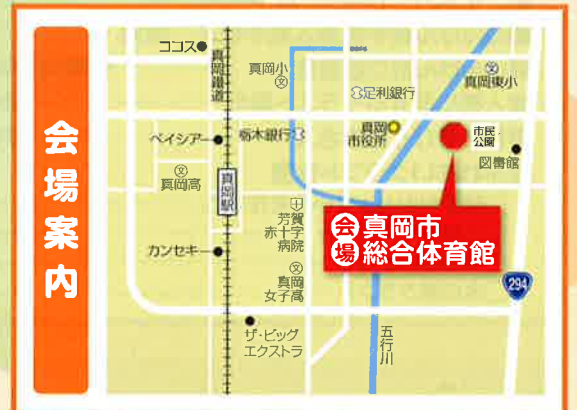 会場案内
ココス
真岡鐵道
真岡小
真岡東小
足利銀行
ベイシア
栃木銀行
真岡
市役所
市民
公園
図書館
真岡高
真岡駅
芳賀
赤十字
病院
会場
真岡市
総合体育館
カンセキ
真岡
女子高
294
ザ・ビッグ
エクストラ
五行川